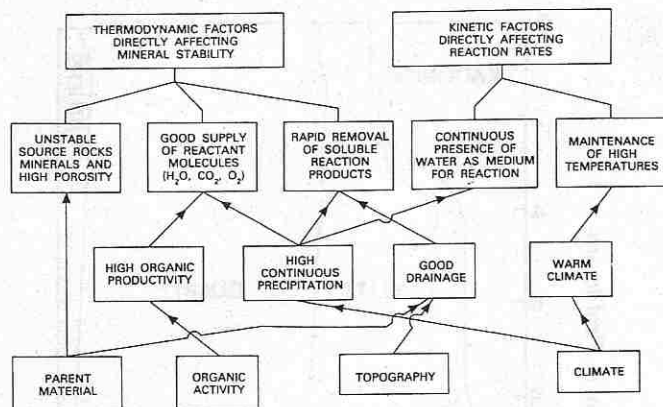 THERMODYNAMIC FACTORS
DIRECTLY AFFECTING
MINERAL STABILITY
KINETIC FACTORS
DIRECTLY AFFECTING
REACTION RATES
UNSTABLE
SOURCE ROCKS
MINERALS AND
HIGH POROSITY
GOOD SUPPLY
OF REACTANT
MOLECULES
(H₂O, CO₂, O₂)
RAPID REMOVAL
OF SOLUBLE
REACTION
PRODUCTS
CONTINUOUS
PRESENCE OF
WATER AS MEDIUM
FOR REACTION
MAINTENANCE
OF HIGH
TEMPERATURES
HIGH ORGANIC
PRODUCTIVITY
HIGH
CONTINUOUS
PRECIPITATION
GOOD
DRAINAGE
WARM
CLIMATE
PARENT
MATERIAL
ORGANIC
ACTIVITY
TOPOGRAPHY
CLIMATE